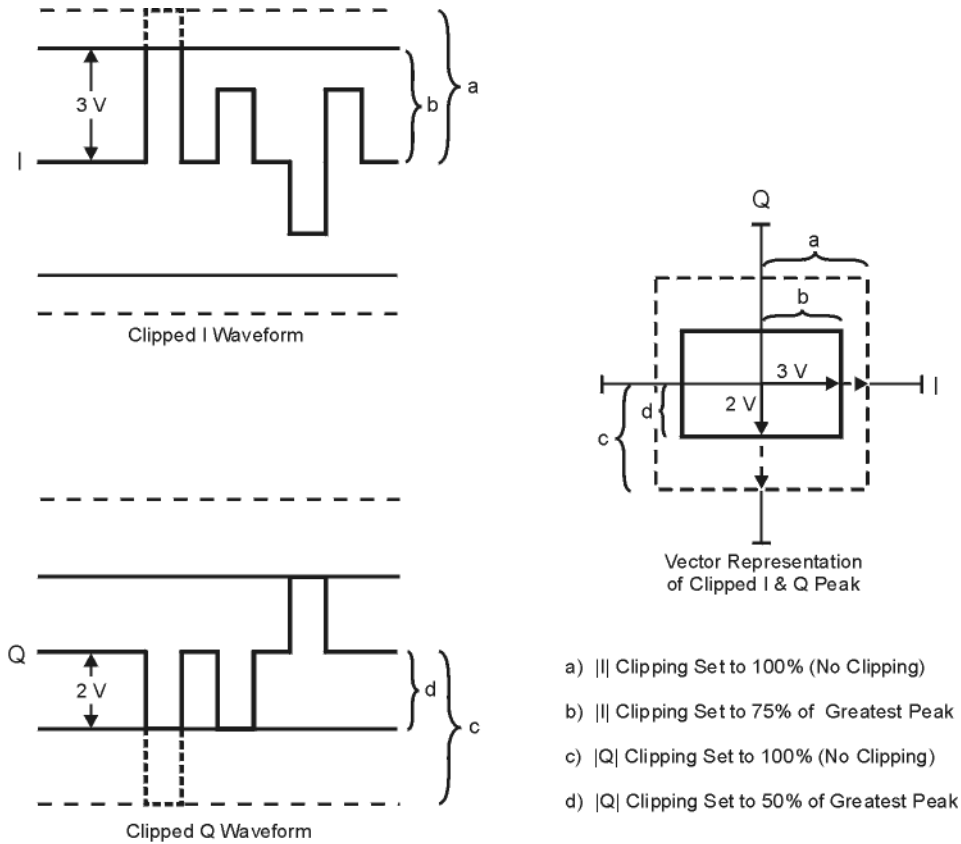 3 V
b
a
I
Clipped I Waveform
Q
a
b
3 V
I
2 V
d
c
Vector Representation
of Clipped I & Q Peak
Q
2 V
d
c
Clipped Q Waveform
a) |I| Clipping Set to 100% (No Clipping)
b) |I| Clipping Set to 75% of Greatest Peak
c) |Q| Clipping Set to 100% (No Clipping)
d) |Q| Clipping Set to 50% of Greatest Peak